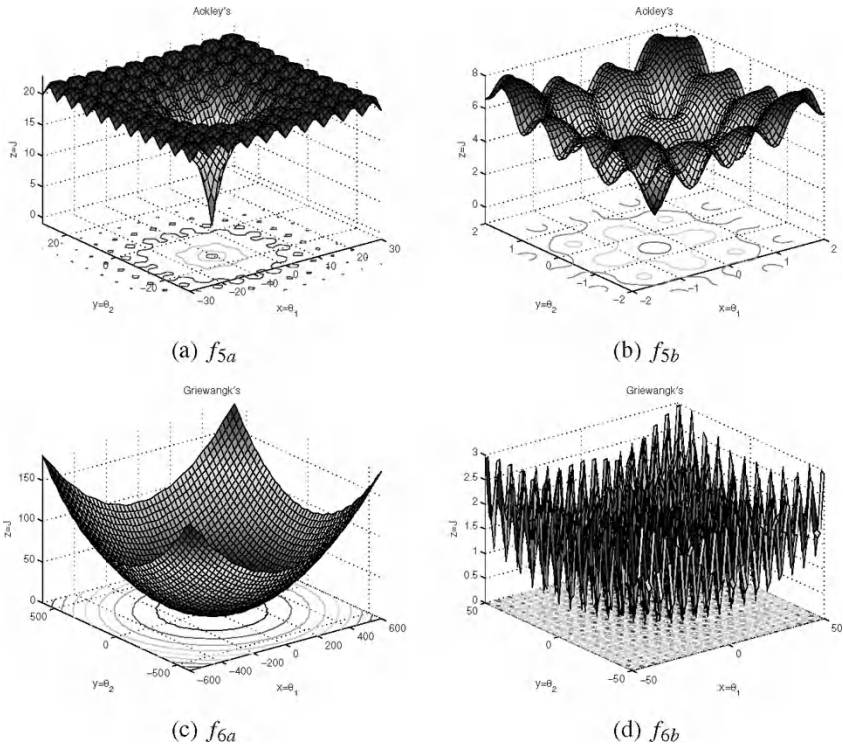 Ackley's
20
15
10
5
0
z=J
20
0
−20
y=θ2
−30
−20
−40
0
10
20
30
x=θ1
(a) f5a
Ackley's
8
6
4
2
0
z=J
2
1
0
−1
−2
y=θ2
−2
−1
0
1
2
x=θ1
(b) f5b
Griewangk's
150
100
50
0
z=J
500
0
−500
y=θ2
−600
−400
−200
0
200
400
600
x=θ1
(c) f6a
Griewangk's
3
2.5
2
1.5
1
0.5
0
z=J
50
0
−50
y=θ2
−50
0
50
x=θ1
(d) f6b